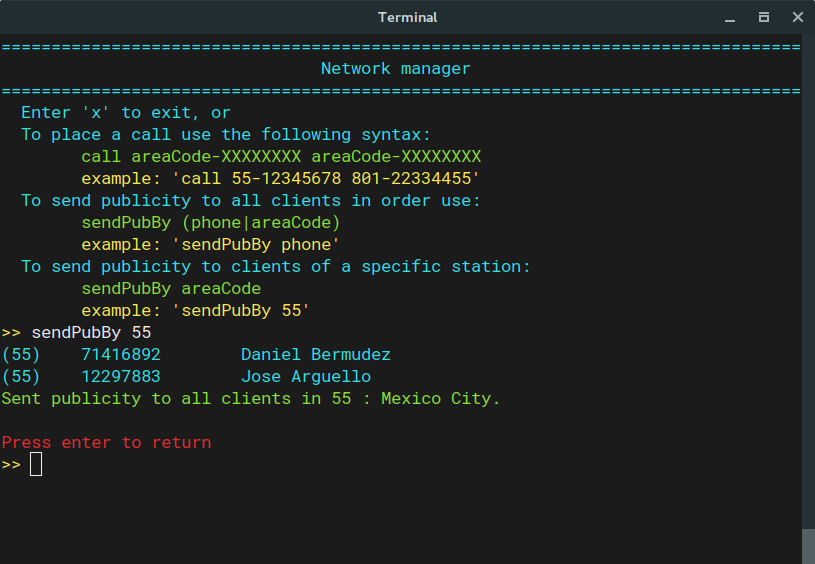 Terminal
================================================================================
Network manager
================================================================================
Enter 'x' to exit, or
To place a call use the following syntax:
call areaCode-XXXXXXXX areaCode-XXXXXXXX
example: 'call 55-12345678 801-22334455'
To send publicity to all clients in order use:
sendPubBy (phone|areaCode)
example: 'sendPubBy phone'
To send publicity to clients of a specific station:
sendPubBy areaCode
example: 'sendPubBy 55'
>> sendPubBy 55
(55)    71416892        Daniel Bermudez
(55)    12297883        Jose Arguello
Sent publicity to all clients in 55 : Mexico City.
Press enter to return
>>